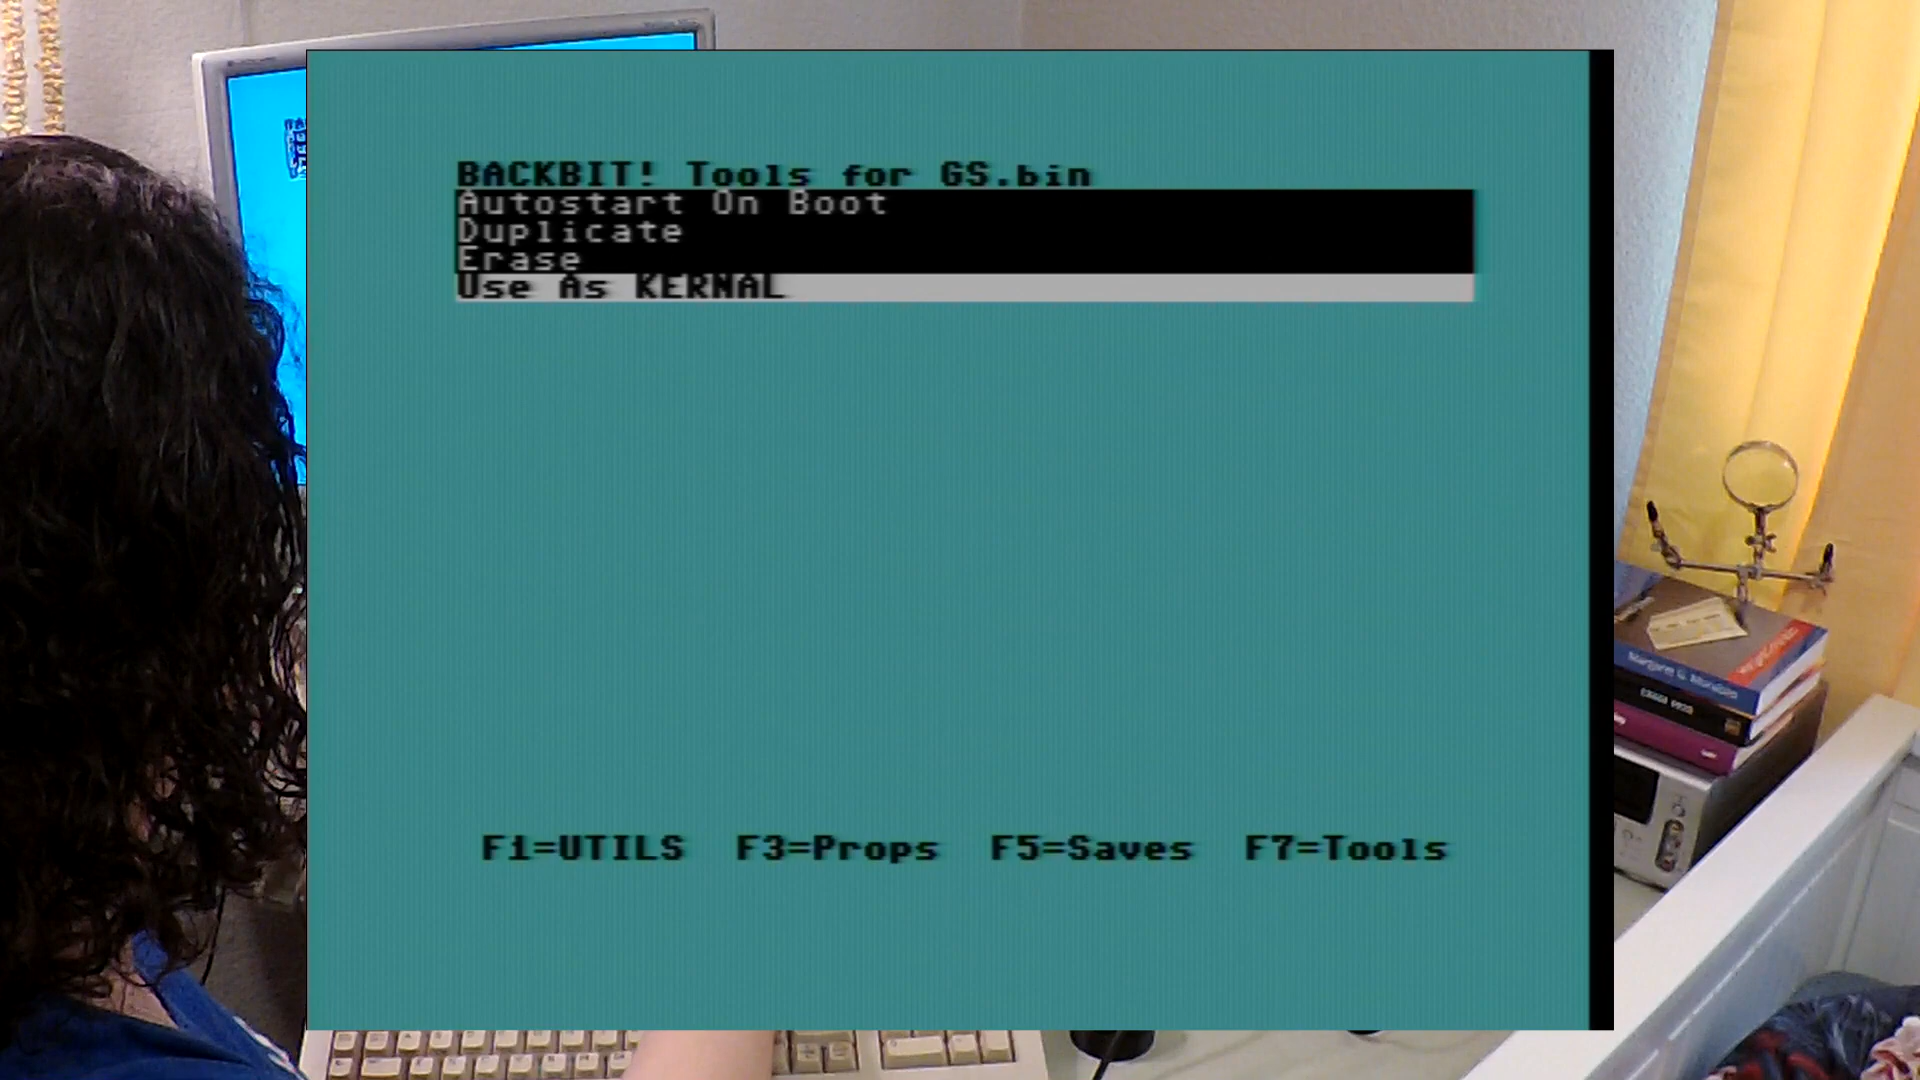 BACKBIT! Tools for GS.bin
Autostart On Boot
Duplicate
Erase
Use As KERNAL
F1=UTILS F3=Props F5=Saves F7=Tools